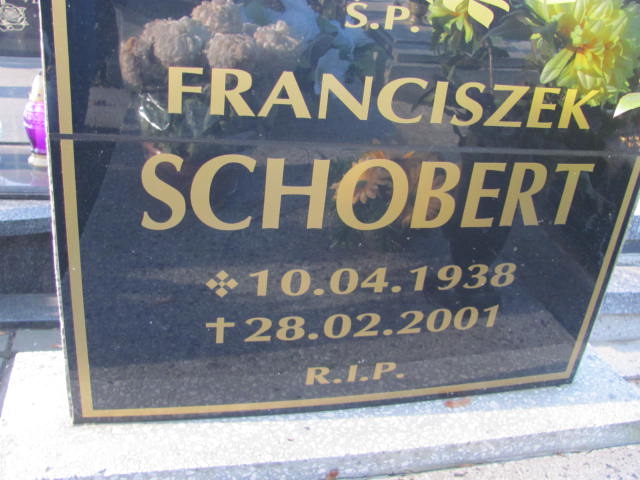 S.P.
FRANCISZEK
SCHOBERT
10.04.1938
✝28.02.2001
R.I.P.